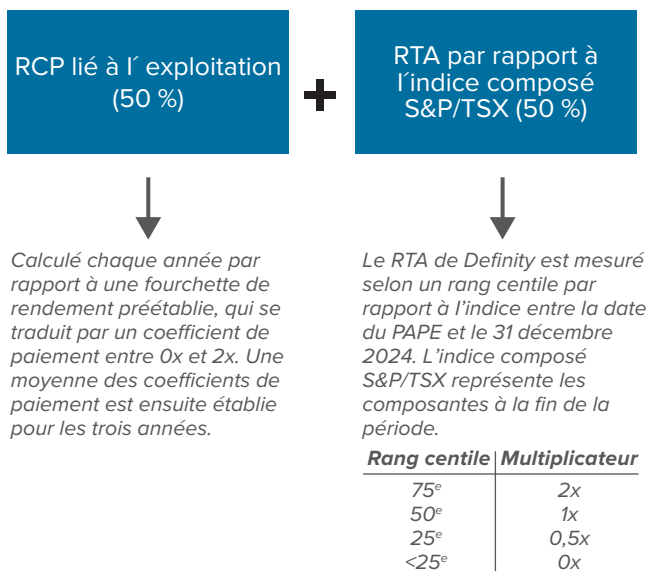 RCP lié à l´ exploitation
(50 %)
+
RTA par rapport à
l´indice composé
S&P/TSX (50 %)
Calculé chaque année par
rapport à une fourchette de
rendement préétablie, qui se
traduit par un coefficient de
paiement entre 0x et 2x. Une
moyenne des coefficients de
paiement est ensuite établie
pour les trois années.
Le RTA de Definity est mesuré
selon un rang centile par
rapport à l’indice entre la date
du PAPE et le 31 décembre
2024. L’indice composé
S&P/TSX représente les
composantes à la fin de la
période.
Rang centile Multiplicateur
75e 2x
50e 1x
25e 0,5x
<25e 0x